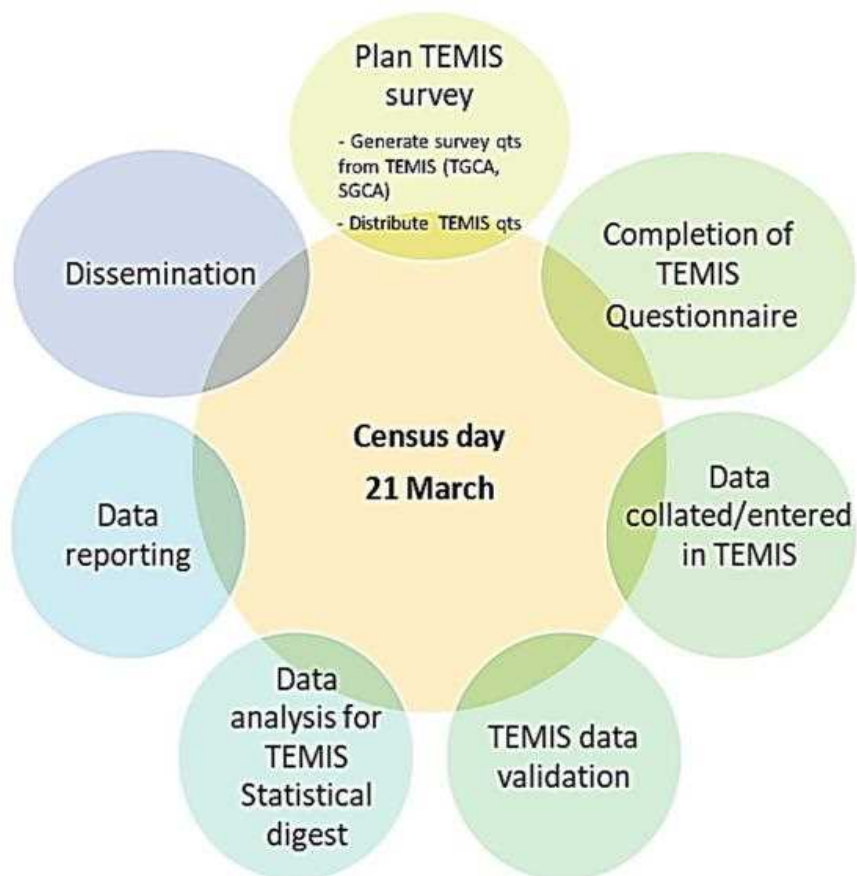 Plan TEMIS
survey
- Generate survey qts
from TEMIS (TGCA,
SGCA)
- Distribute TEMIS qts
Completion of
TEMIS
Questionnaire
Data
collated/entered
in TEMIS
TEMIS data
validation
Data
analysis for
TEMIS
Statistical
digest
Data
reporting
Dissemination
Census day
21 March